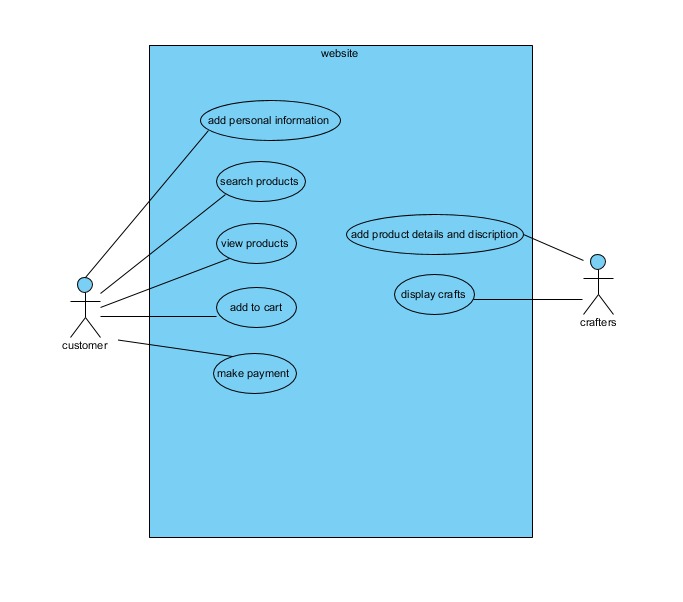 website
add personal information
search products
view products
add product details and discription
add to cart
display crafts
crafters
customer
make payment